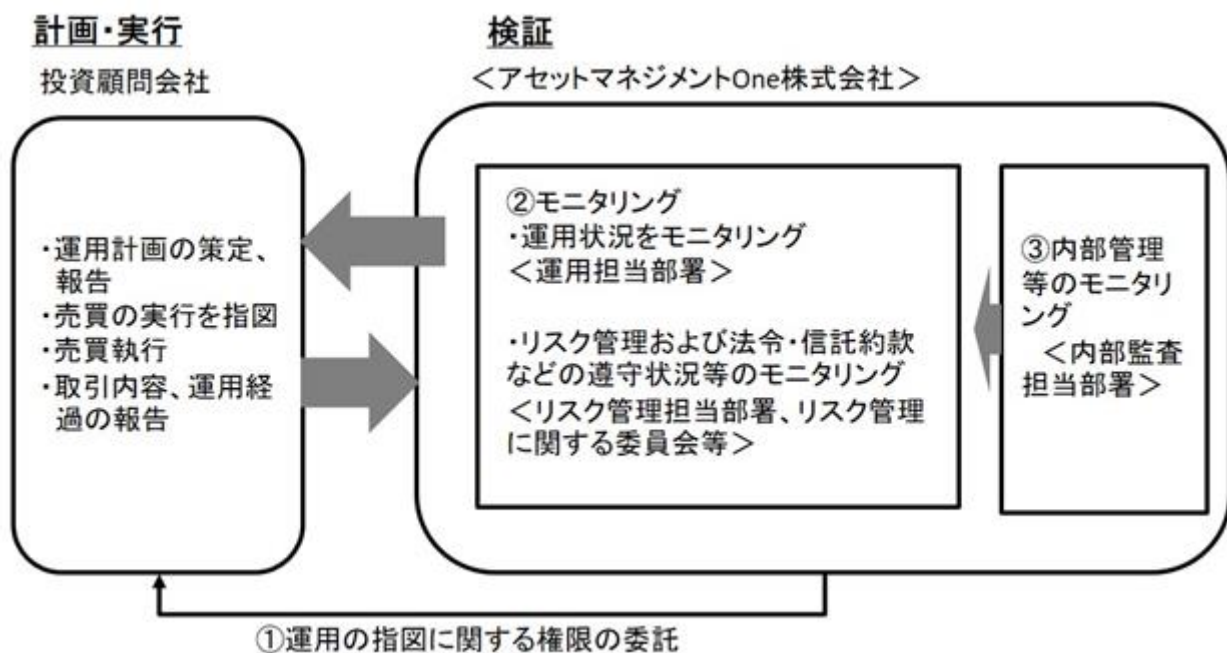 計画・実行
投資顧問会社
・運用計画の策定、
報告
・売買の実行を指図
・売買執行
・取引内容、運用経
過の報告
検証
＜アセットマネジメントOne株式会社＞
②モニタリング
・運用状況をモニタリング
＜運用担当部署＞
・リスク管理および法令・信託約款
などの遵守状況等のモニタリング
＜リスク管理担当部署、リスク管理
に関する委員会等＞
③内部管理
等のモニタリ
ング
＜内部監査
担当部署＞
①運用の指図に関する権限の委託